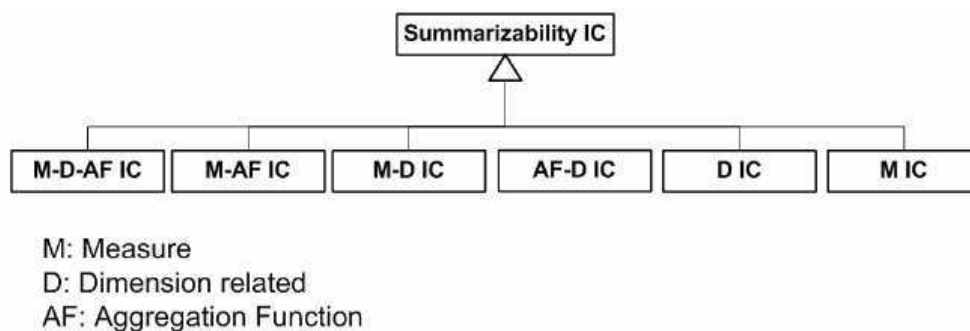 Summarizability IC
M-D-AF IC M-AF IC M-D IC AF-D IC D IC M IC
M: Measure
D: Dimension related
AF: Aggregation Function